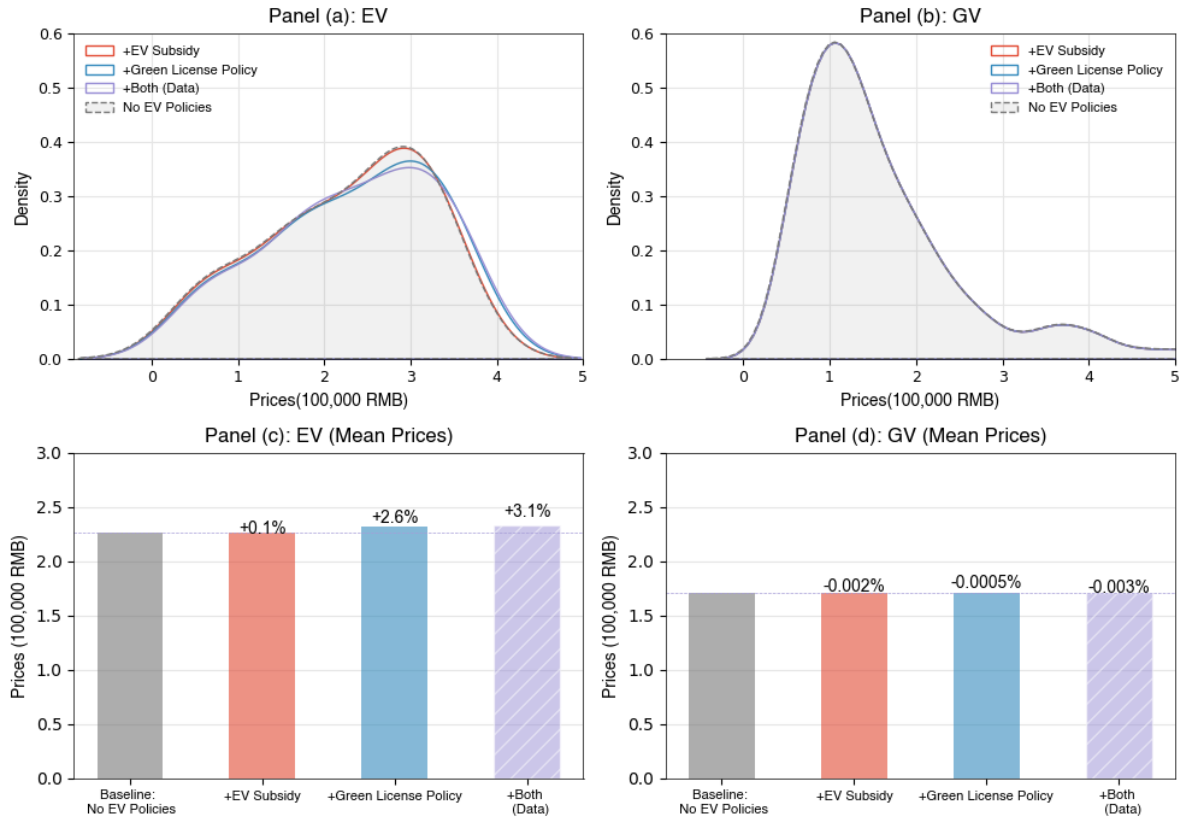 Panel (a): EV
0.6
0.5
0.4
0.3
0.2
0.1
0.0
Density
+EV Subsidy
+Green License Policy
+Both (Data)
No EV Policies
0 1 2 3 4 5
Prices(100,000 RMB)
Panel (b): GV
0.6
0.5
0.4
0.3
0.2
0.1
0.0
Density
+EV Subsidy
+Green License Policy
+Both (Data)
No EV Policies
0 1 2 3 4 5
Prices(100,000 RMB)
Panel (c): EV (Mean Prices)
3.0
2.5
2.0
1.5
1.0
0.5
0.0
Prices (100,000 RMB)
+0.1%
+2.6%
+3.1%
Baseline:
No EV Policies
+EV Subsidy
+Green License Policy
+Both
(Data)
Panel (d): GV (Mean Prices)
3.0
2.5
2.0
1.5
1.0
0.5
0.0
Prices (100,000 RMB)
-0.002%
-0.0005%
-0.003%
Baseline:
No EV Policies
+EV Subsidy
+Green License Policy
+Both
(Data)